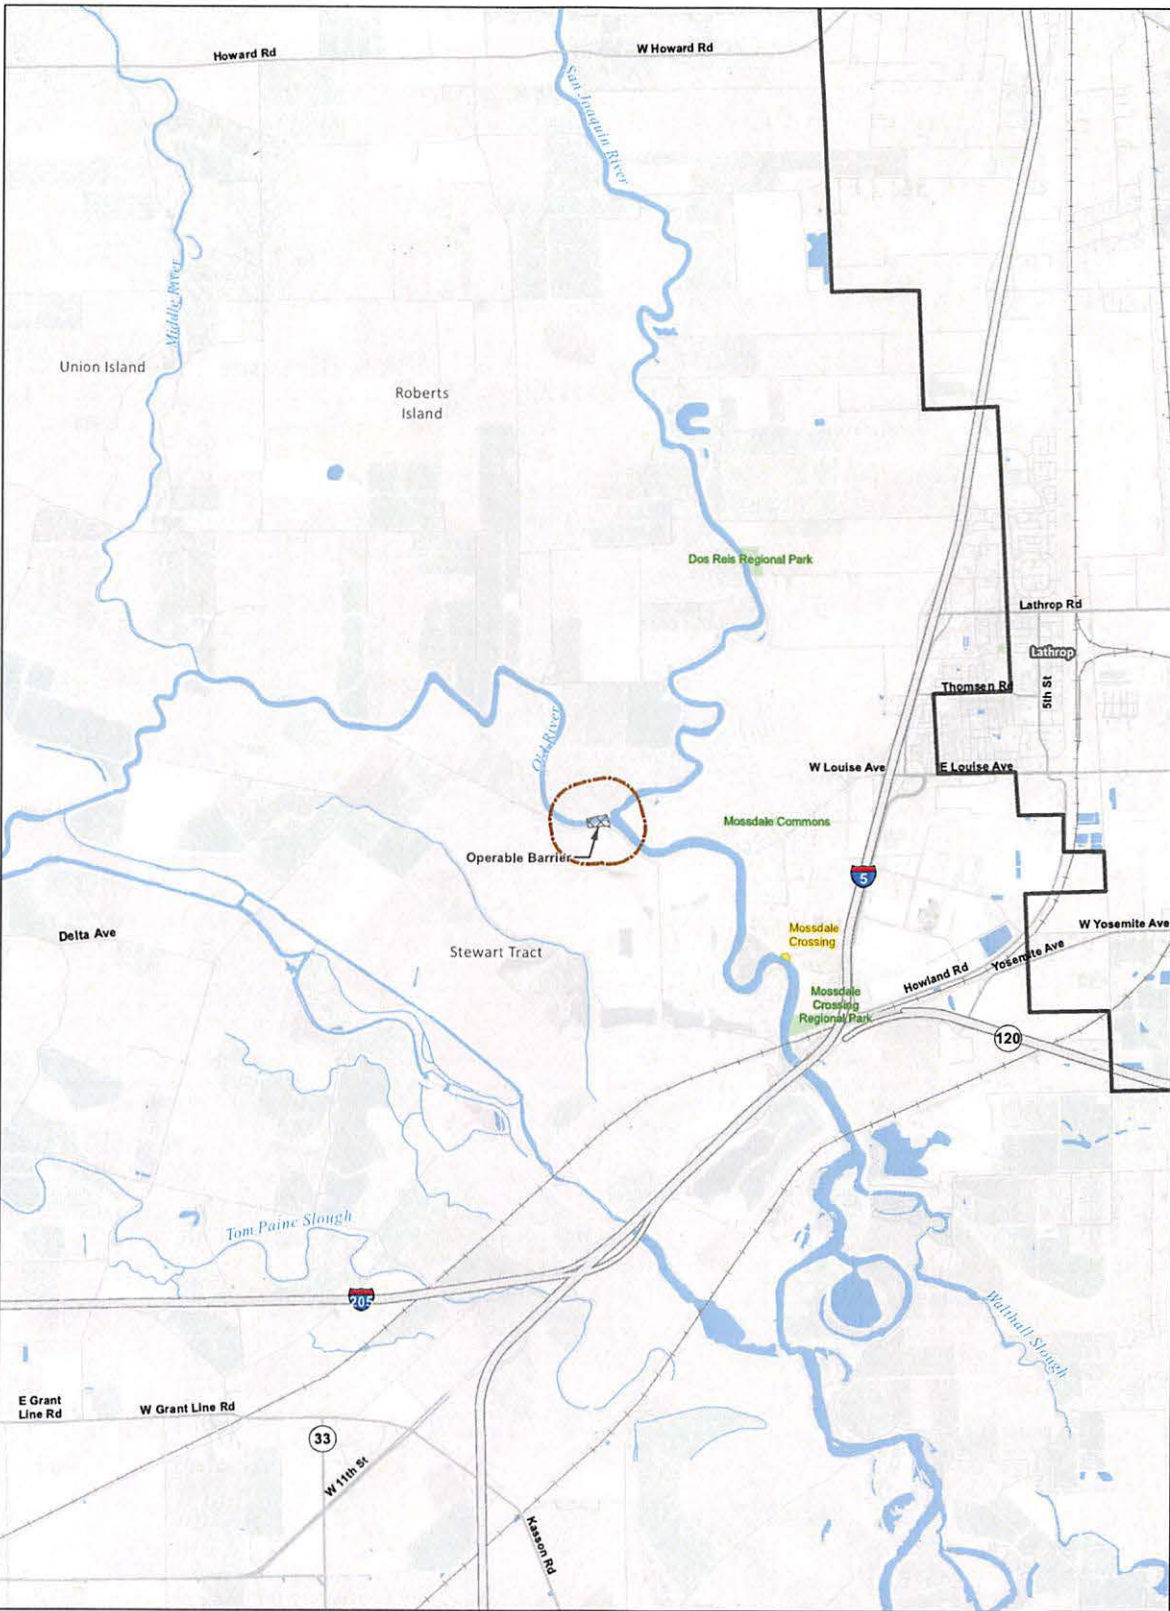 Howard Rd
W Howard Rd
San Joaquin River
Middle River
Union Island
Roberts
Island
Dos Reis Regional Park
Lathrop Rd
Lathrop
Thomsen Rd
5th St
Old River
W Louise Ave
E Louise Ave
Mossdale Commons
Operable Barrier
5
Delta Ave
Stewart Tract
Mossdale
Crossing
W Yosemite Ave
Yosemite Ave
Howland Rd
Mossdale
Crossing
Regional Park
120
Tom Paine Slough
205
Walthall Slough
E Grant
Line Rd
W Grant Line Rd
33
W 11th St
Kasson Rd